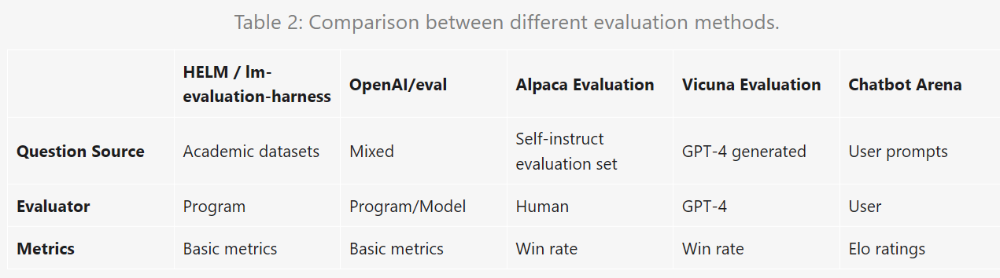 Table 2: Comparison between different evaluation methods.
HELM / lm-evaluation-harness OpenAI/eval Alpaca Evaluation Vicuna Evaluation Chatbot Arena
Question Source Academic datasets Mixed Self-instruct evaluation set GPT-4 generated User prompts
Evaluator Program Program/Model Human GPT-4 User
Metrics Basic metrics Basic metrics Win rate Win rate Elo ratings